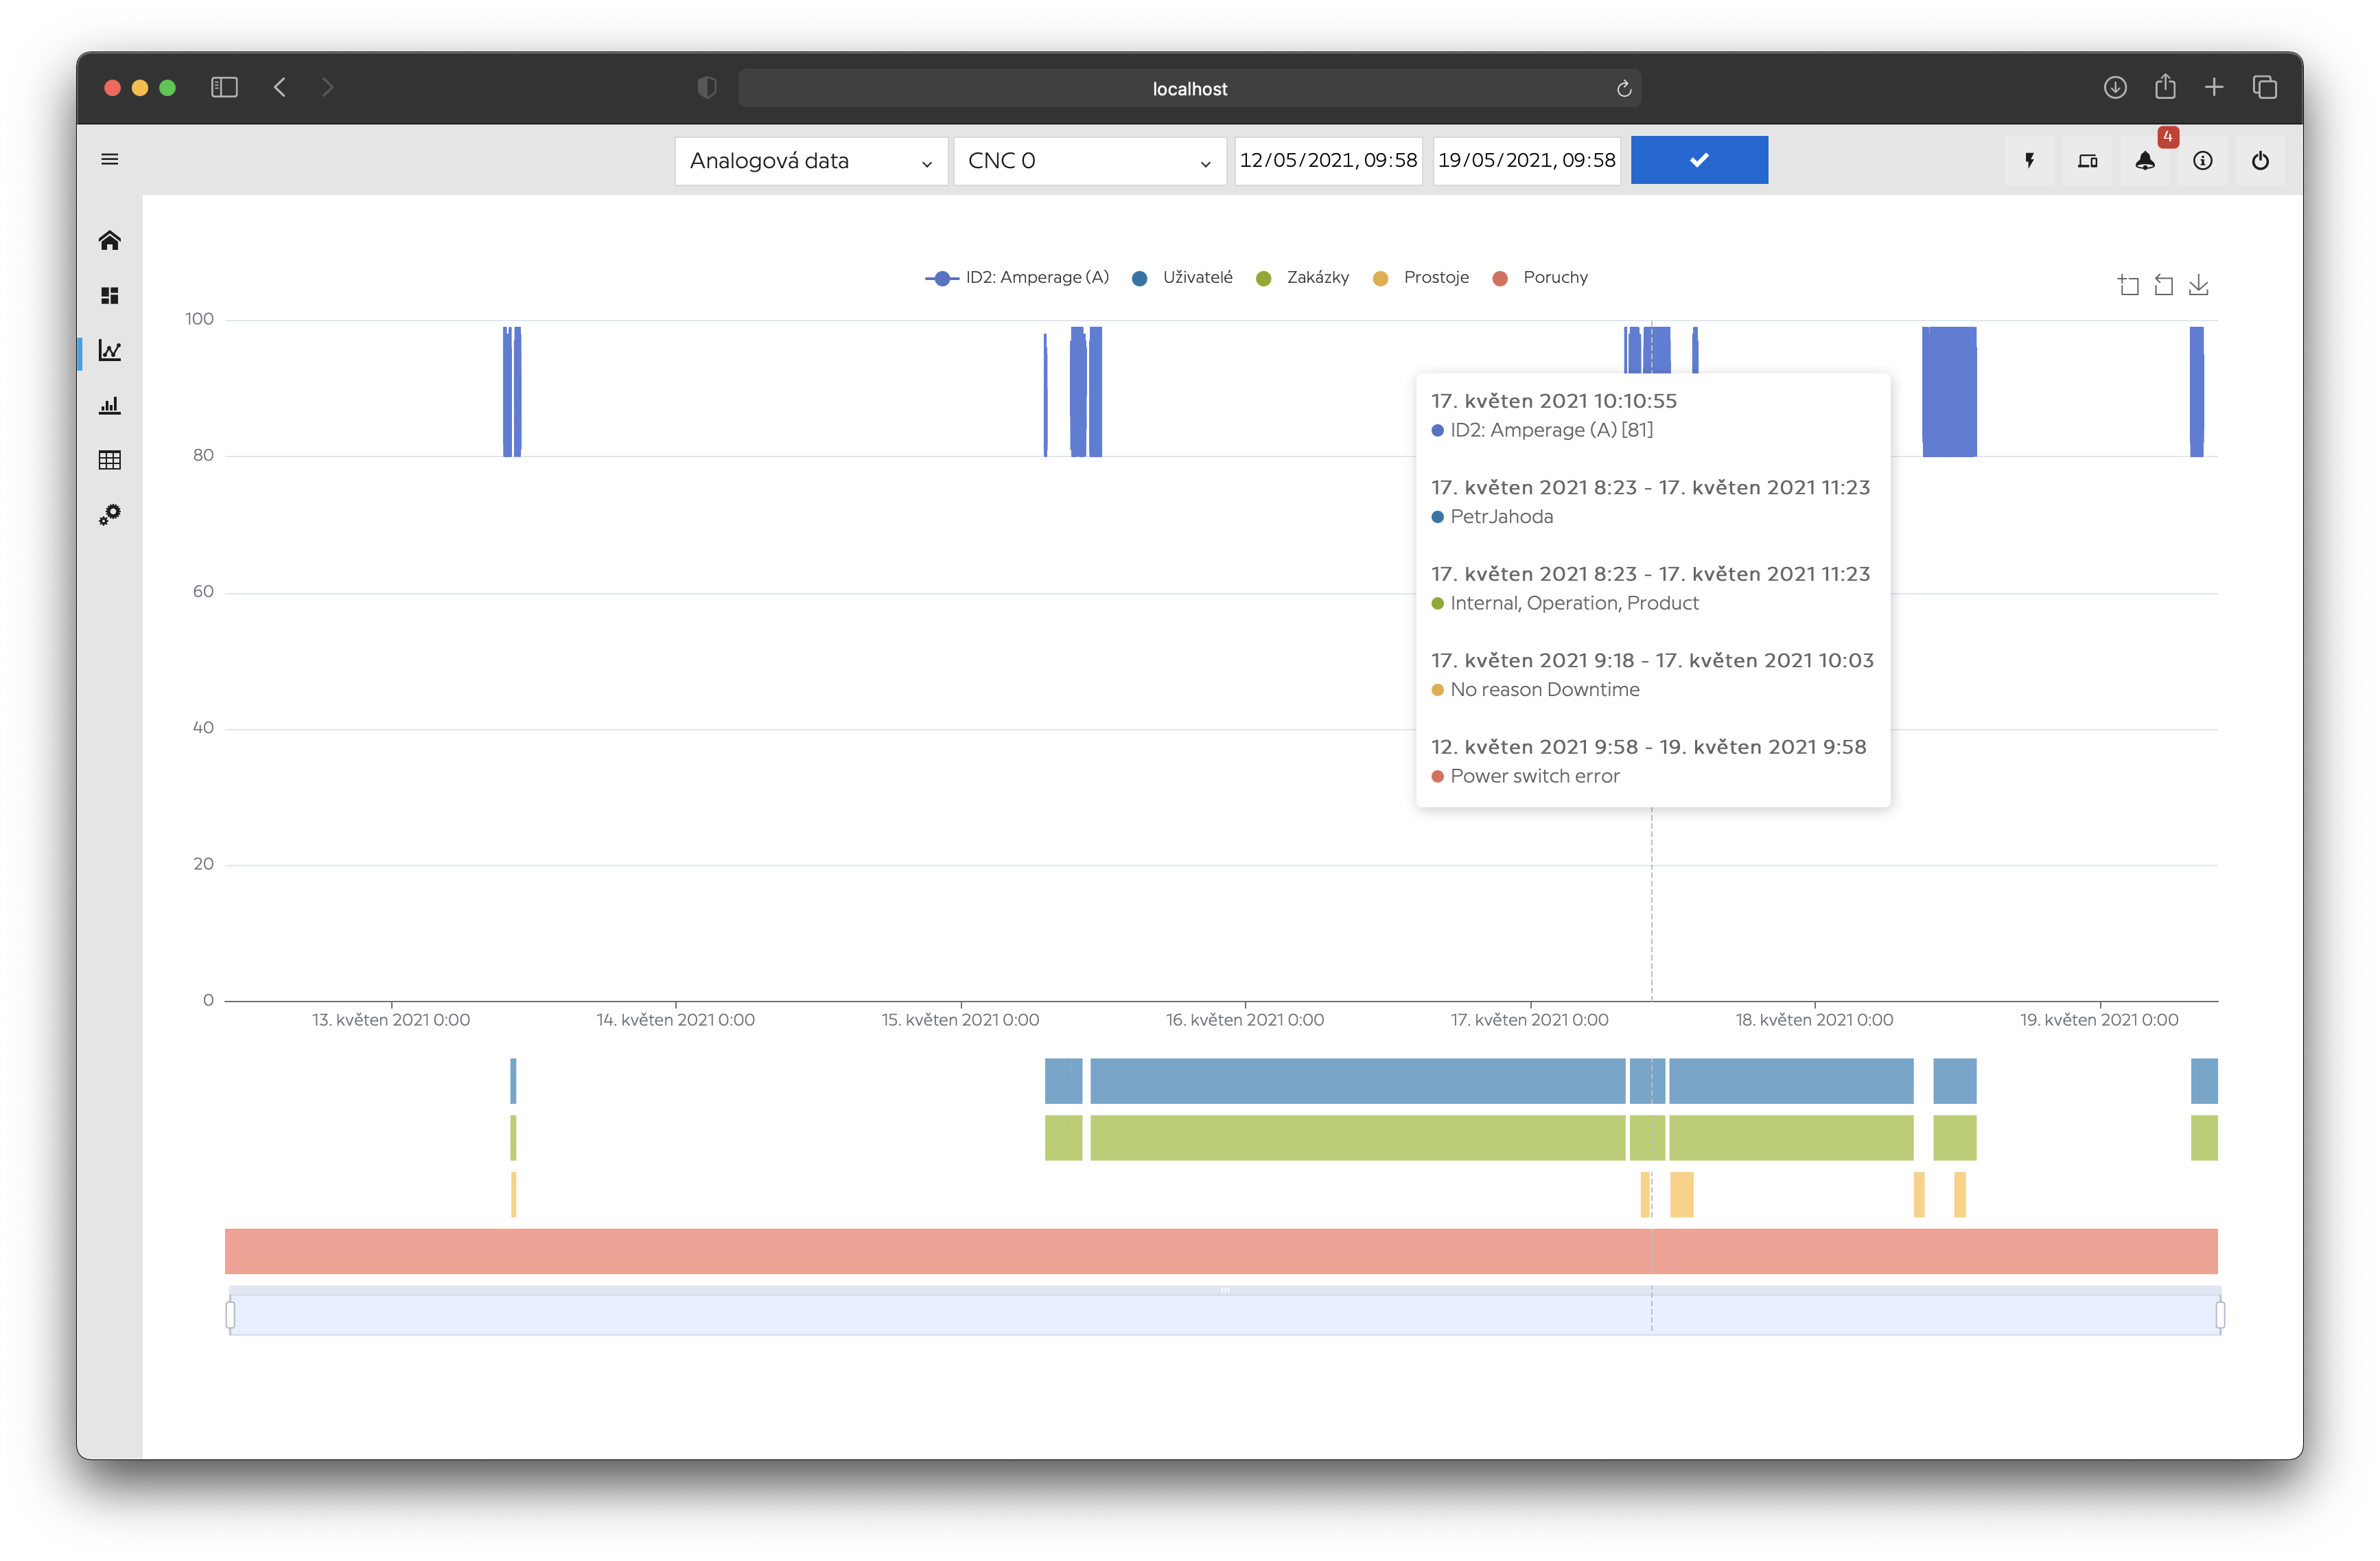 localhost
4
Analogová data
CNC 0
12/05/2021, 09:58
19/05/2021, 09:58
ID2: Amperage (A)
Uživatelé
Zakázky
Prostoje
Poruchy
100
80
60
40
20
0
17. květen 2021 10:10:55
ID2: Amperage (A) [81]
17. květen 2021 8:23 - 17. květen 2021 11:23
PetrJahoda
17. květen 2021 8:23 - 17. květen 2021 11:23
Internal, Operation, Product
17. květen 2021 9:18 - 17. květen 2021 10:03
No reason Downtime
12. květen 2021 9:58 - 19. květen 2021 9:58
Power switch error
13. květen 2021 0:00
14. květen 2021 0:00
15. květen 2021 0:00
16. květen 2021 0:00
17. květen 2021 0:00
18. květen 2021 0:00
19. květen 2021 0:00